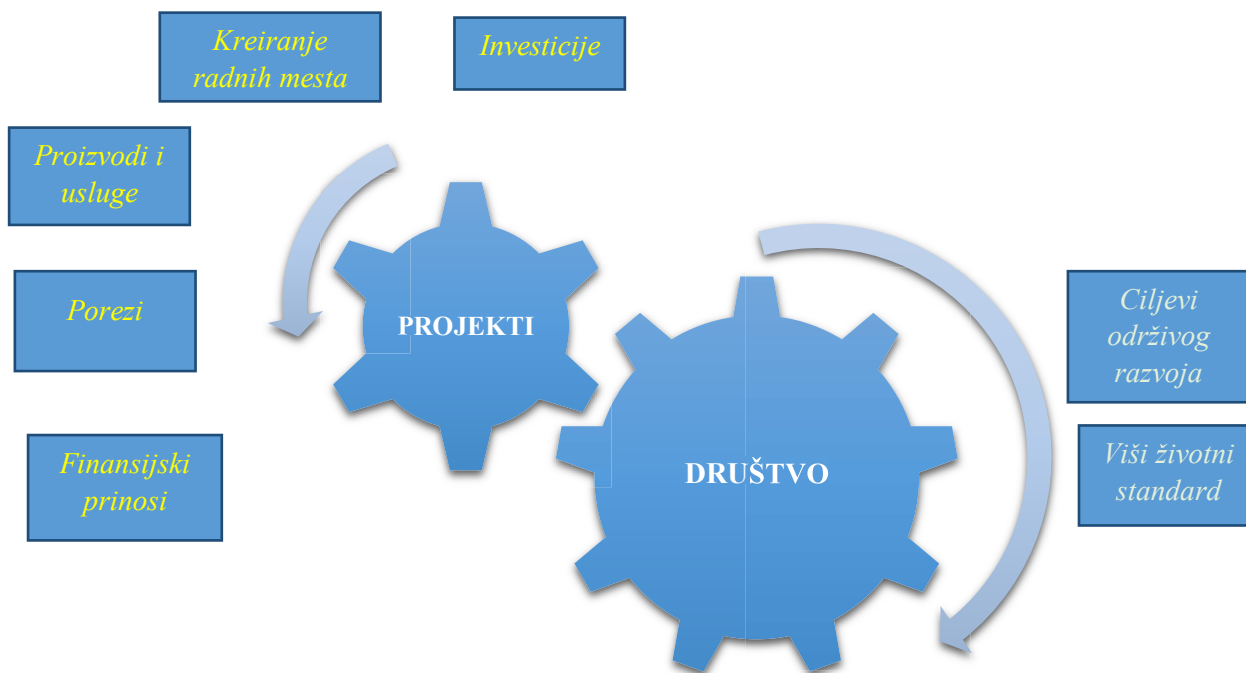 Kreiranje
radnih mesta
Investicije
Proizvodi i
usluge
Porezi
Finansijski
prinosi
PROJEKTI
DRUŠTVO
Ciljevi
održivog
razvoja
Viši životni
standard